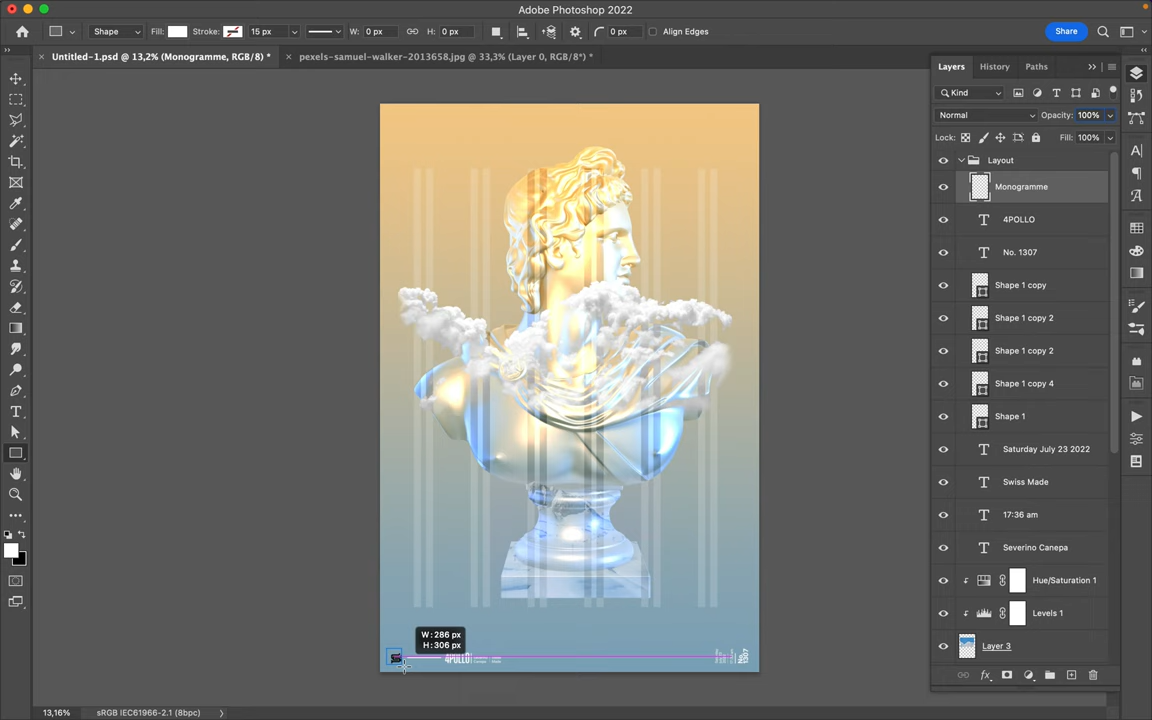 Adobe Photoshop 2022
Shape Fill: Stroke: 15 px W: 0 px H: 0 px 0 px Align Edges Share
Untitled-1.psd @ 13,2% (Monogramme, RGB/8) * pexels-samuel-walker-2013658.jpg @ 33,3% (Layer 0, RGB/8*) *
Layers History Paths
Kind
Normal Opacity: 100%
Lock: Fill: 100%
Layout
Monogramme
T 4POLLO
T No. 1307
Shape 1 copy
Shape 1 copy 2
Shape 1 copy 2
Shape 1 copy 4
Shape 1
T Saturday July 23 2022
T Swiss Made
T 17:36 am
T Severino Canepa
Hue/Saturation 1
Levels 1
Layer 3
W: 286 px
H: 306 px
4POLLO
No. 1307
13,16% sRGB IEC61966-2.1 (8bpc)